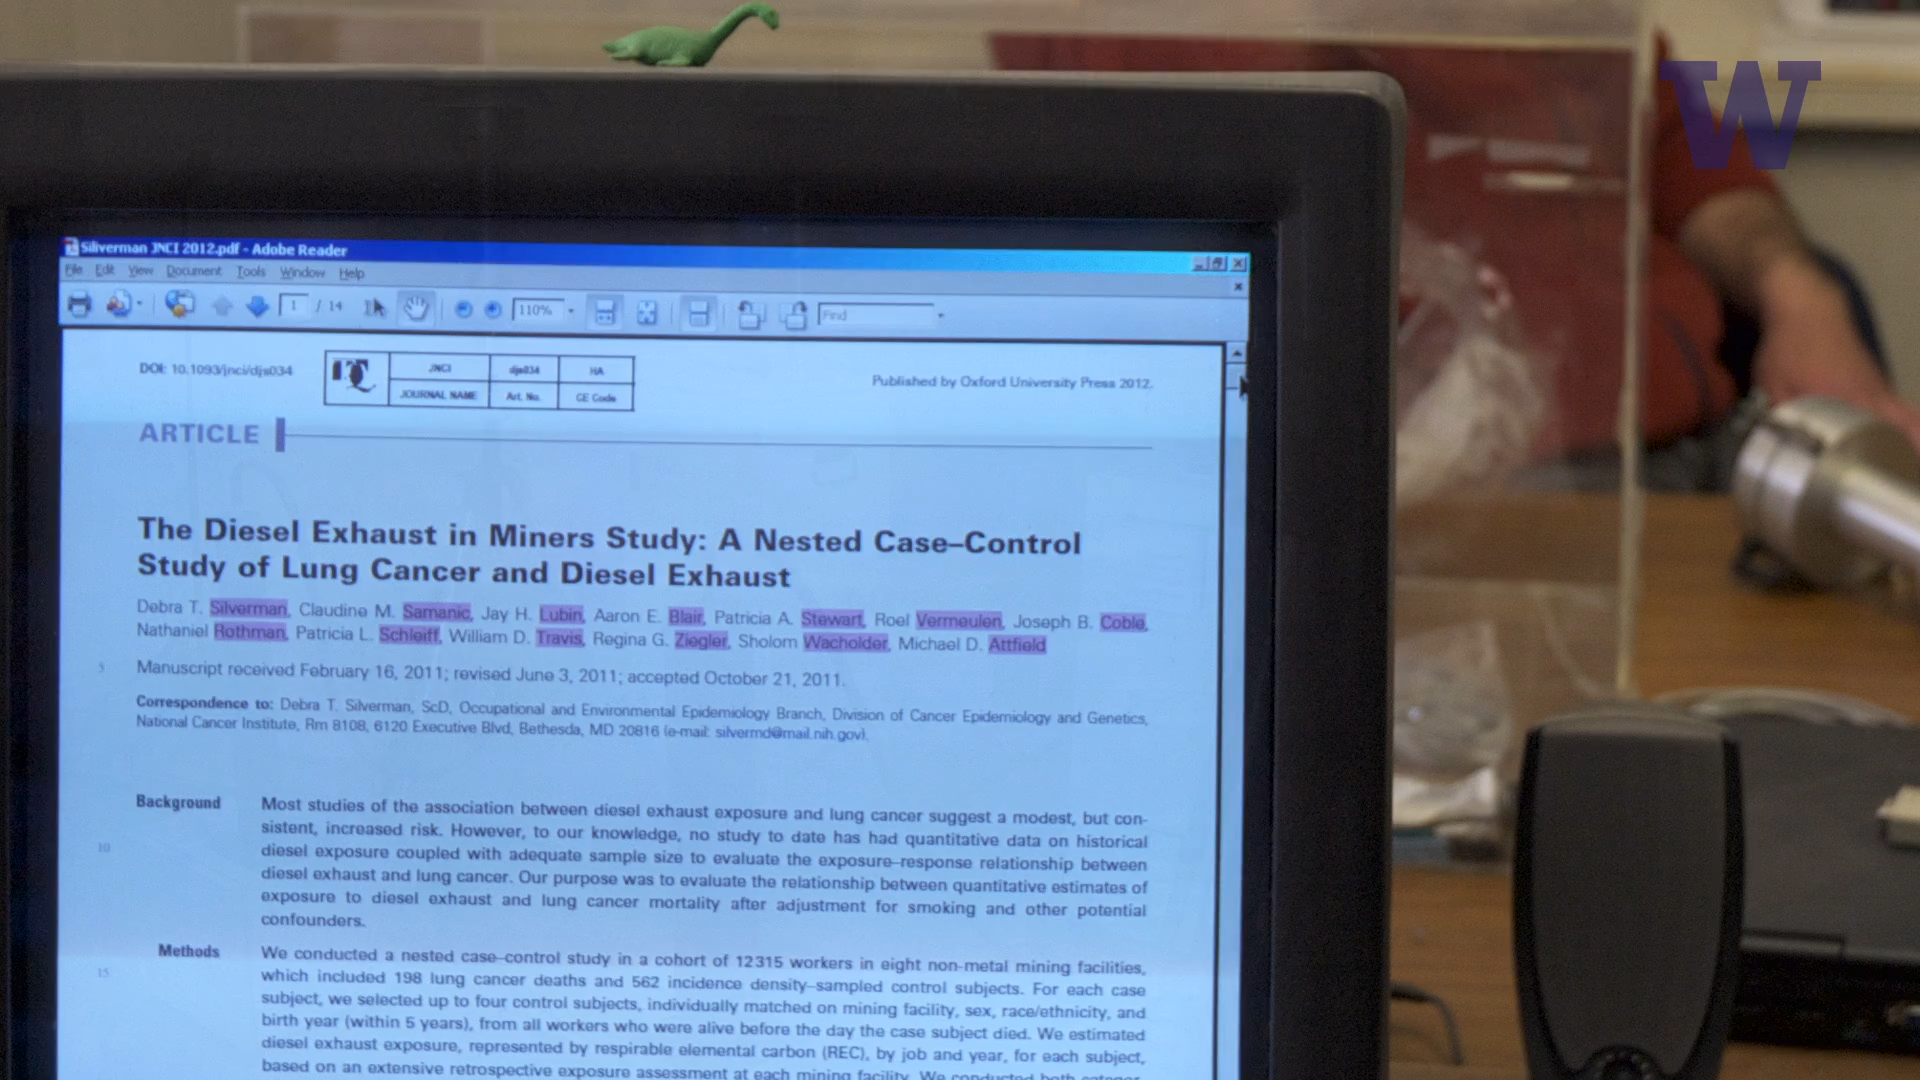 W
Silverman JNCI 2012.pdf - Adobe Reader
File Edit View Document Tools Window Help
1 / 14 110% Find
DOI: 10.1093/jnci/djs034
JNCI djs034 HA
JOURNAL NAME Art. No. CE Code
Published by Oxford University Press 2012.
ARTICLE
The Diesel Exhaust in Miners Study: A Nested Case–Control
Study of Lung Cancer and Diesel Exhaust
Debra T. Silverman, Claudine M. Samanic, Jay H. Lubin, Aaron E. Blair, Patricia A. Stewart, Roel Vermeulen, Joseph B. Coble,
Nathaniel Rothman, Patricia L. Schleiff, William D. Travis, Regina G. Ziegler, Sholom Wacholder, Michael D. Attfield
5 Manuscript received February 16, 2011; revised June 3, 2011; accepted October 21, 2011.
Correspondence to: Debra T. Silverman, ScD, Occupational and Environmental Epidemiology Branch, Division of Cancer Epidemiology and Genetics,
National Cancer Institute, Rm 8108, 6120 Executive Blvd, Bethesda, MD 20816 (e-mail: silvermd@mail.nih.gov).
Background Most studies of the association between diesel exhaust exposure and lung cancer suggest a modest, but con-
sistent, increased risk. However, to our knowledge, no study to date has had quantitative data on historical
10 diesel exposure coupled with adequate sample size to evaluate the exposure–response relationship between
diesel exhaust and lung cancer. Our purpose was to evaluate the relationship between quantitative estimates of
exposure to diesel exhaust and lung cancer mortality after adjustment for smoking and other potential
confounders.
Methods We conducted a nested case–control study in a cohort of 12315 workers in eight non-metal mining facilities,
15 which included 198 lung cancer deaths and 562 incidence density–sampled control subjects. For each case
subject, we selected up to four control subjects, individually matched on mining facility, sex, race/ethnicity, and
birth year (within 5 years), from all workers who were alive before the day the case subject died. We estimated
diesel exhaust exposure, represented by respirable elemental carbon (REC), by job and year, for each subject,
based on an extensive retrospective exposure assessment at each mining facility. We conducted both categor-